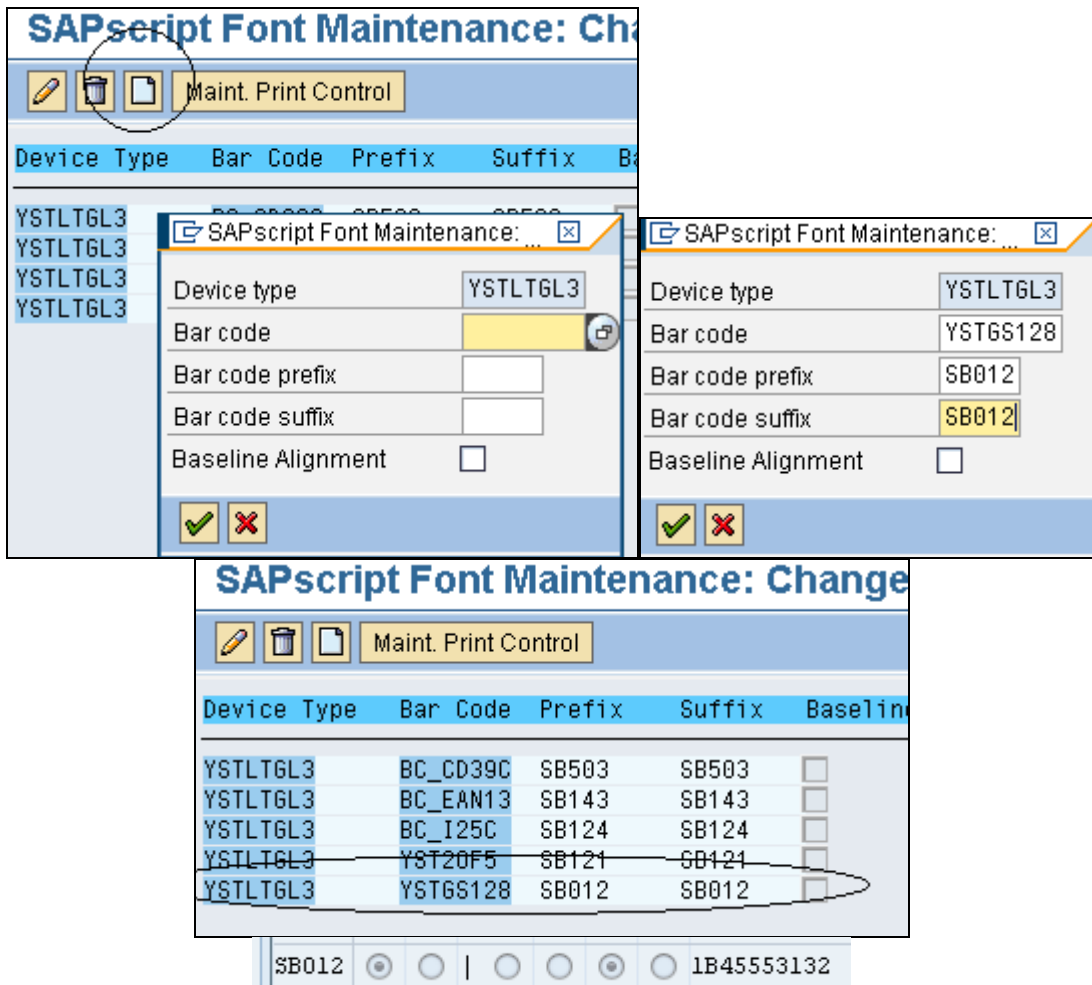 SAPscript Font Maintenance: Cha
Maint. Print Control
Device Type Bar Code Prefix Suffix Ba
YSTLTGL3
YSTLTGL3
YSTLTGL3
YSTLTGL3
SAPscript Font Maintenance: ...
Device type YSTLTGL3
Bar code
Bar code prefix
Bar code suffix
Baseline Alignment
SAPscript Font Maintenance: ...
Device type YSTLTGL3
Bar code YSTGS128
Bar code prefix SB012
Bar code suffix SB012
Baseline Alignment
SAPscript Font Maintenance: Change
Maint. Print Control
Device Type Bar Code Prefix Suffix Baselin
YSTLTGL3 BC_CD39C SB503 SB503
YSTLTGL3 BC_EAN13 SB143 SB143
YSTLTGL3 BC_I25C SB124 SB124
YSTLTGL3 YST2OF5 SB121 SB121
YSTLTGL3 YSTGS128 SB012 SB012
SB012 | 1B45553132